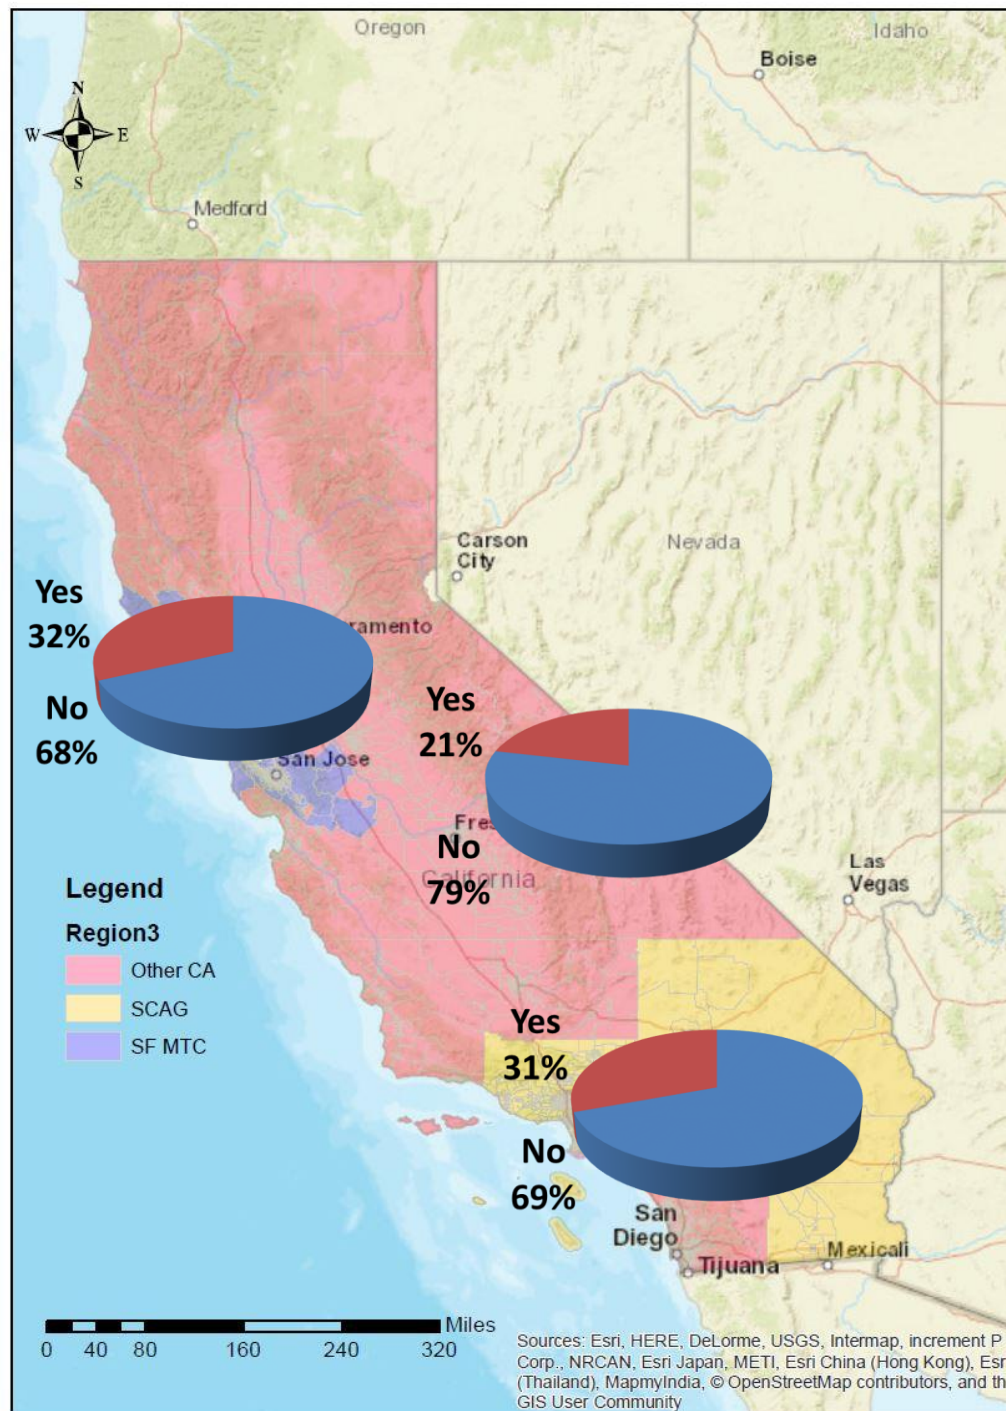 Oregon
Idaho
Boise
N
W
E
S
Medford
Carson
City
Nevada
Yes
32%
ramento
No
68%
Yes
21%
San Jose
Fres
No
79%
California
Las
Vegas
Legend
Region3
Other CA
SCAG
SF MTC
Yes
31%
No
69%
San
Diego
Tijuana
Mexicali
Miles
0 40 80 160 240 320
Sources: Esri, HERE, DeLorme, USGS, Intermap, increment P
Corp., NRCAN, Esri Japan, METI, Esri China (Hong Kong), Esr
(Thailand), MapmyIndia, © OpenStreetMap contributors, and th
GIS User Community